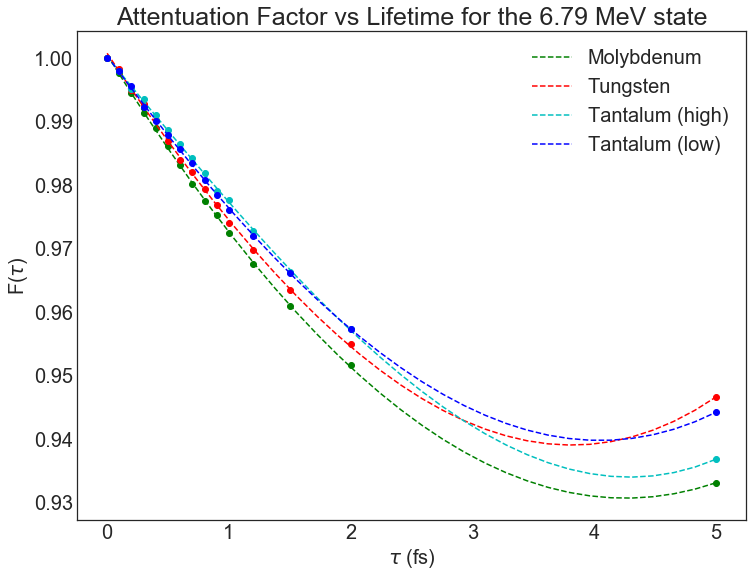 Attentuation Factor vs Lifetime for the 6.79 MeV state
Molybdenum
Tungsten
Tantalum (high)
Tantalum (low)
F(τ)
1.00
0.99
0.98
0.97
0.96
0.95
0.94
0.93
0 1 2 3 4 5
τ (fs)